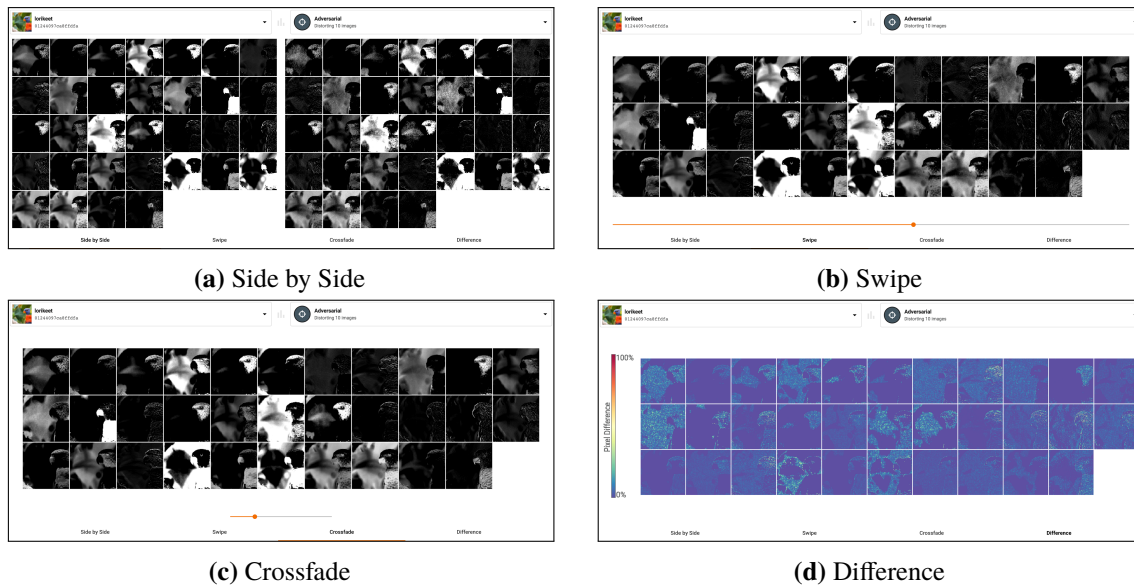 lorikeet
Adversarial
Distorting 10 images
Side by Side
Swipe
Crossfade
Difference
(a) Side by Side
lorikeet
Adversarial
Distorting 10 images
Side by Side
Swipe
Crossfade
Difference
(b) Swipe
lorikeet
Adversarial
Distorting 10 images
Side by Side
Swipe
Crossfade
Difference
(c) Crossfade
lorikeet
Adversarial
Distorting 10 images
100%
Pixel Difference
0%
Side by Side
Swipe
Crossfade
Difference
(d) Difference